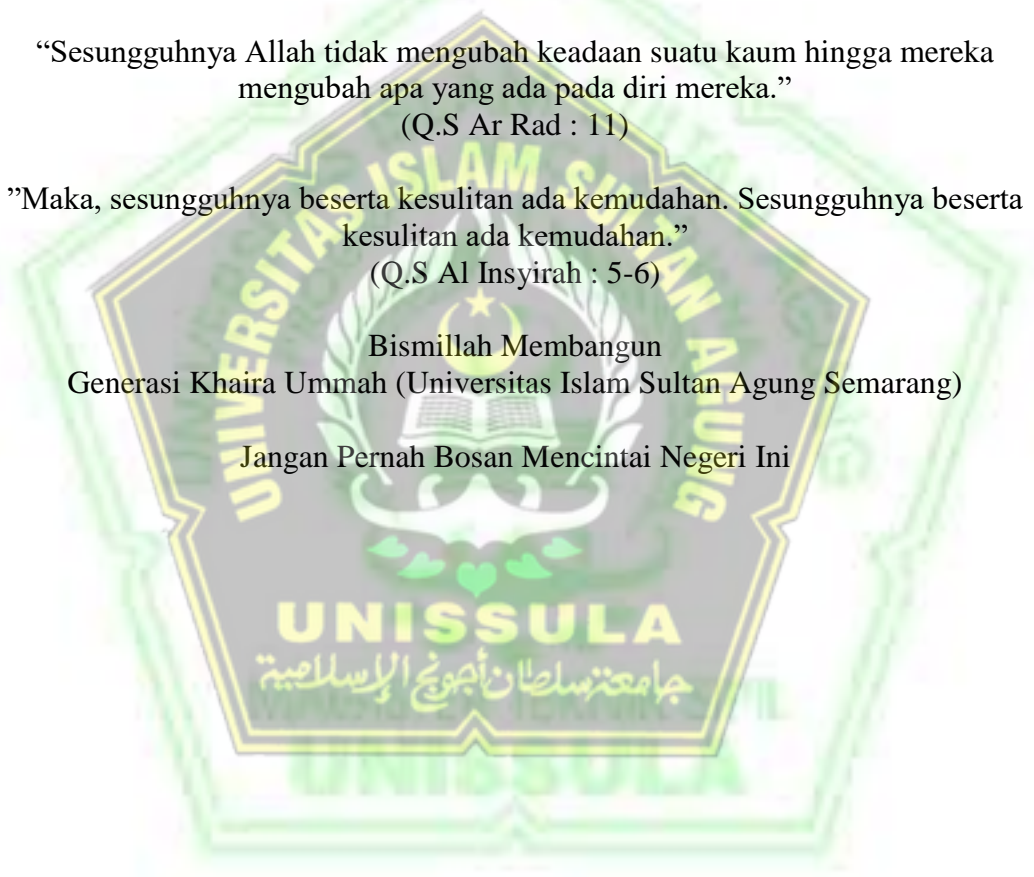 “Sesungguhnya Allah tidak mengubah keadaan suatu kaum hingga mereka
mengubah apa yang ada pada diri mereka.”
(Q.S Ar Rad : 11)
”Maka, sesungguhnya beserta kesulitan ada kemudahan. Sesungguhnya beserta
kesulitan ada kemudahan.”
(Q.S Al Insyirah : 5-6)
Bismillah Membangun
Generasi Khaira Ummah (Universitas Islam Sultan Agung Semarang)
Jangan Pernah Bosan Mencintai Negeri Ini
UNIVERSITAS ISLAM SULTAN AGUNG
UNISSULA
جامعة سلطان أجونج الإسلامية
UNISSULA